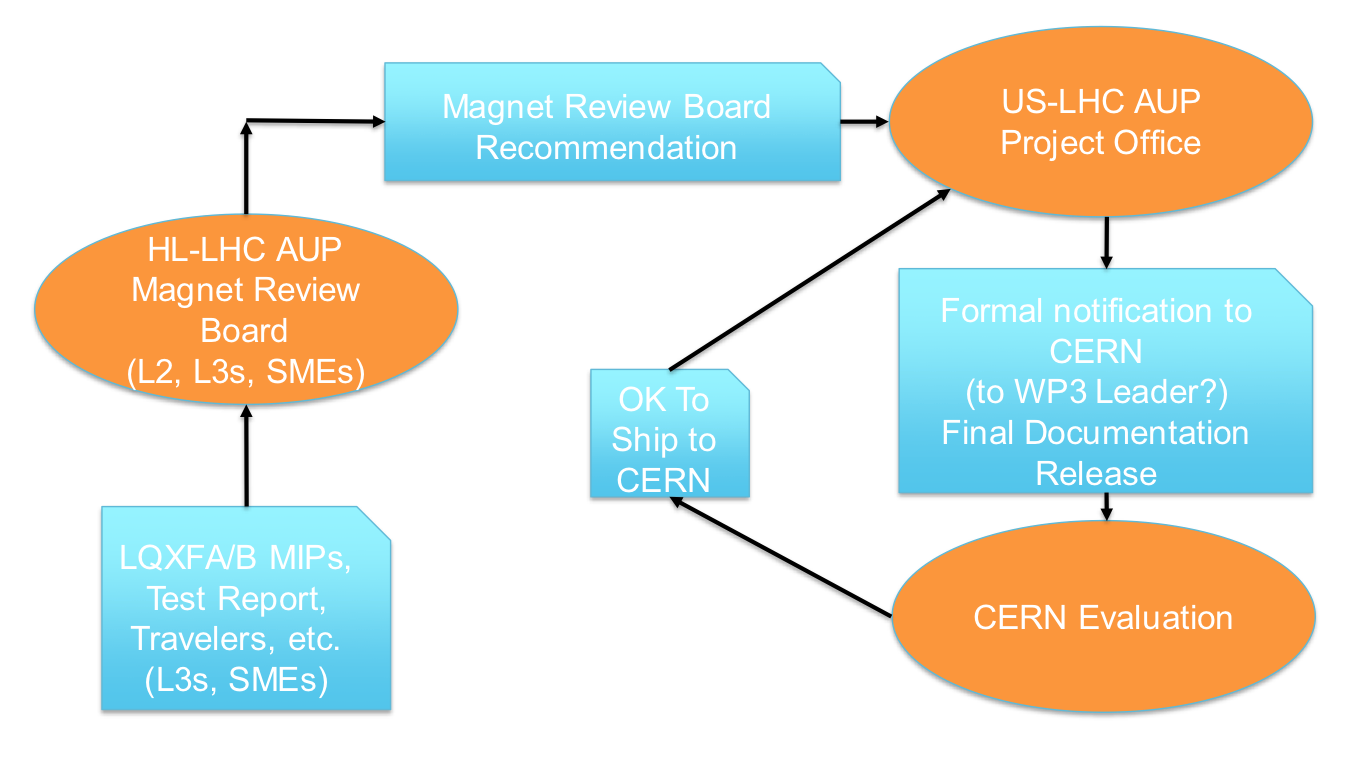 Magnet Review Board
Recommendation
US-LHC AUP
Project Office
HL-LHC AUP
Magnet Review
Board
(L2, L3s, SMEs)
Formal notification to
CERN
(to WP3 Leader?)
Final Documentation
Release
OK To
Ship to
CERN
LQXFA/B MIPs,
Test Report,
Travelers, etc.
(L3s, SMEs)
CERN Evaluation